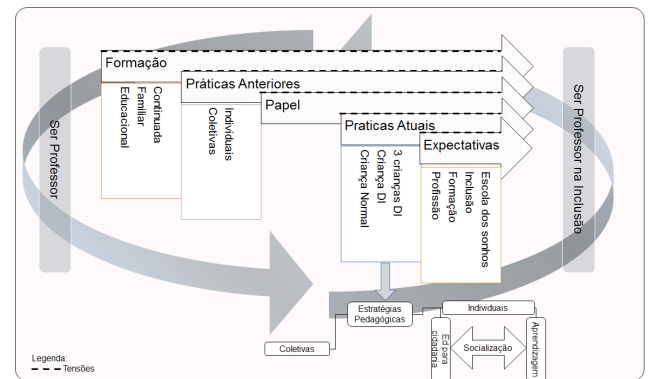 Formação
Práticas Anteriores
Papel
Praticas Atuais
Expectativas
Continuada
Familiar
Educacional
Individuais
Coletivas
3 crianças DI
Criança DI
Criança Normal
Escola dos sonhos
Inclusão
Formação
Profissão
Ser Professor
Ser Professor na Inclusão
Estratégias
Pedagógicas
Individuais
Coletivas
Ed para
cidadania
Socialização
Aprendizagem
Legenda:
Tensões